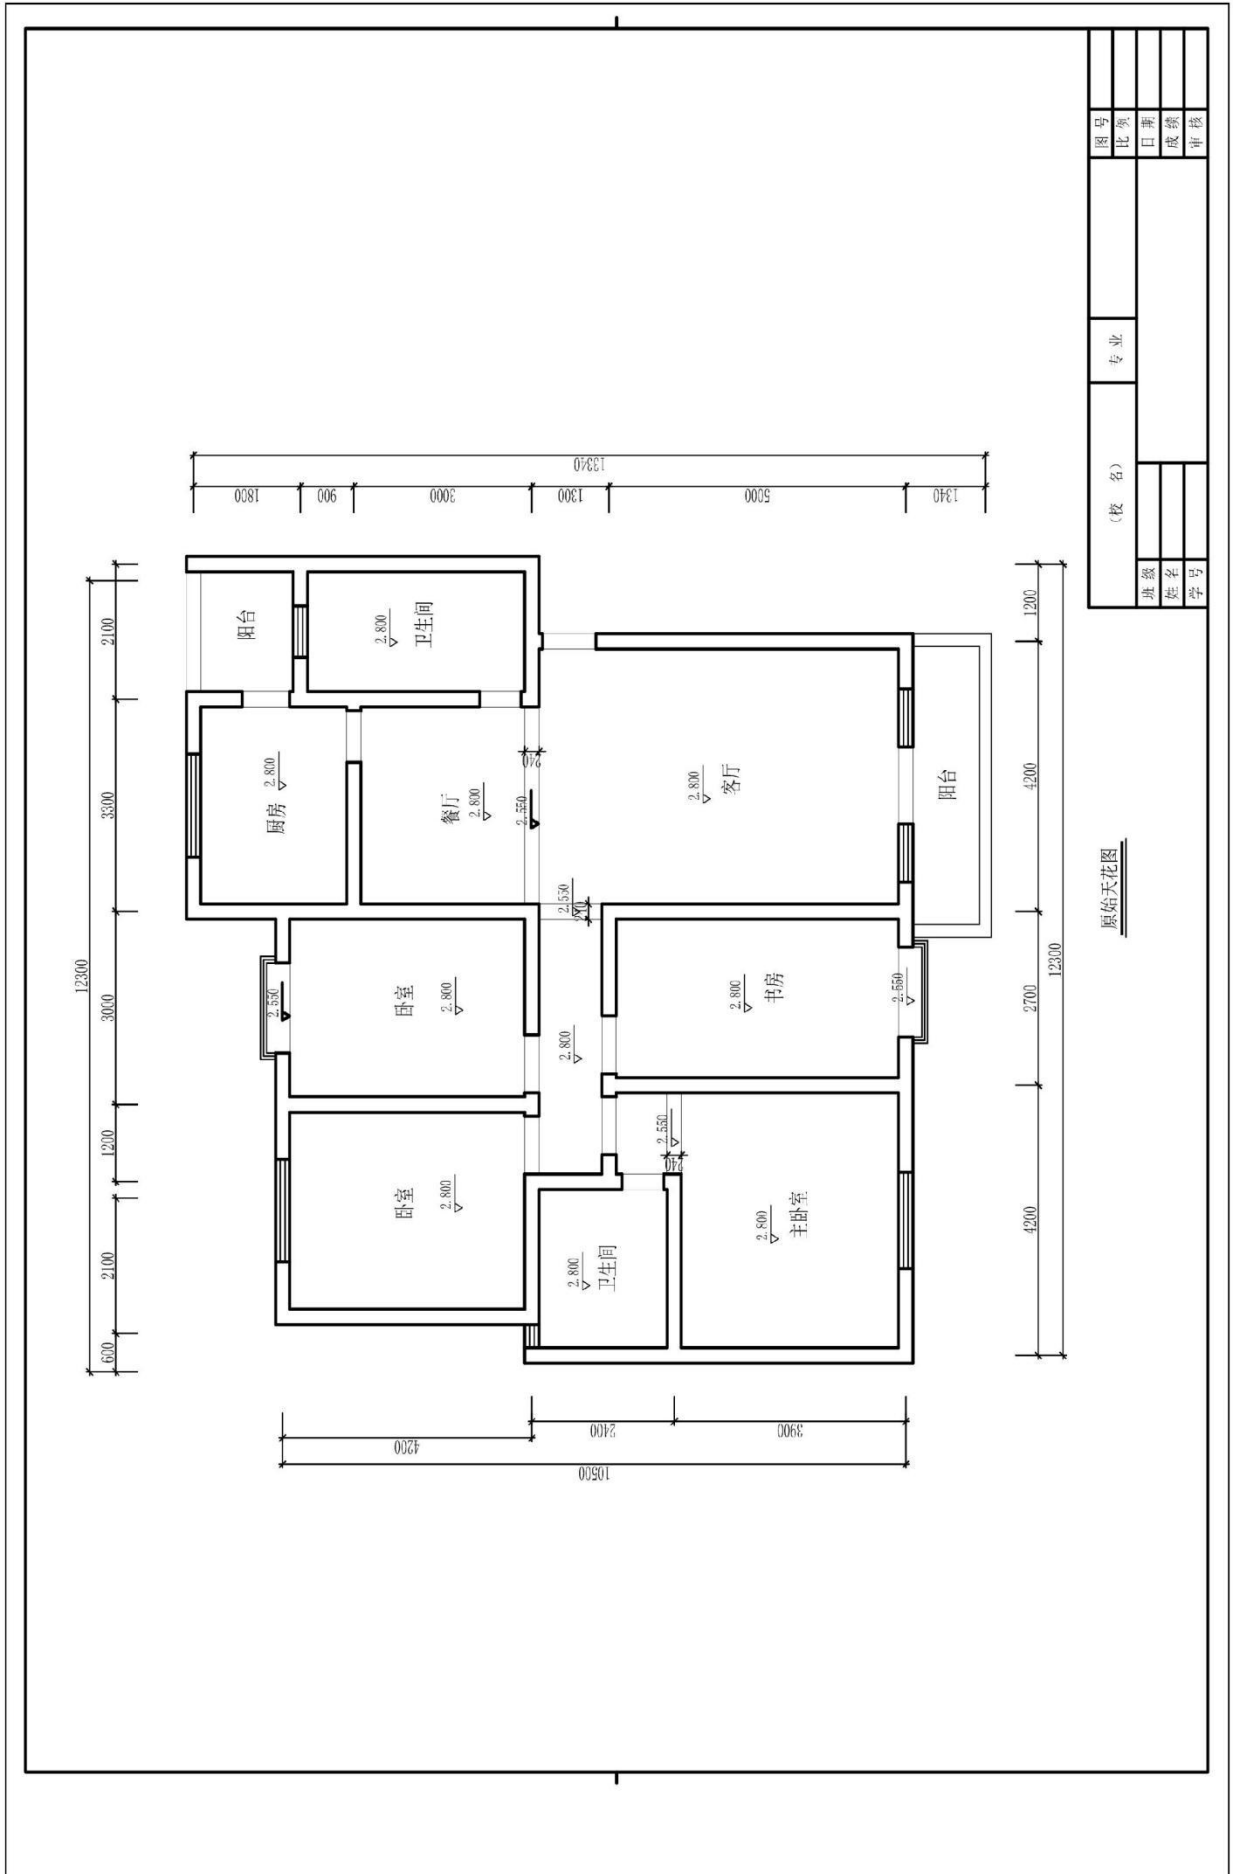 12300
600
2100
1200
3000
3300
2100
2.550
阳台
厨房
2.800
卧室
2.800
卧室
2.800
餐厅
2.800
2.800
卫生间
2.550
240
2.550
240
2.800
2.800
卫生间
2.550
240
2.800
主卧室
2.800
书房
2.800
客厅
2.550
阳台
4200
2400
3900
10500
1800
900
3000
1300
5000
1340
13340
4200
2700
4200
1200
12300
原始天花图
(校 名)
专 业
图 号
比 例
班 级
日 期
姓 名
成 绩
学 号
审 核